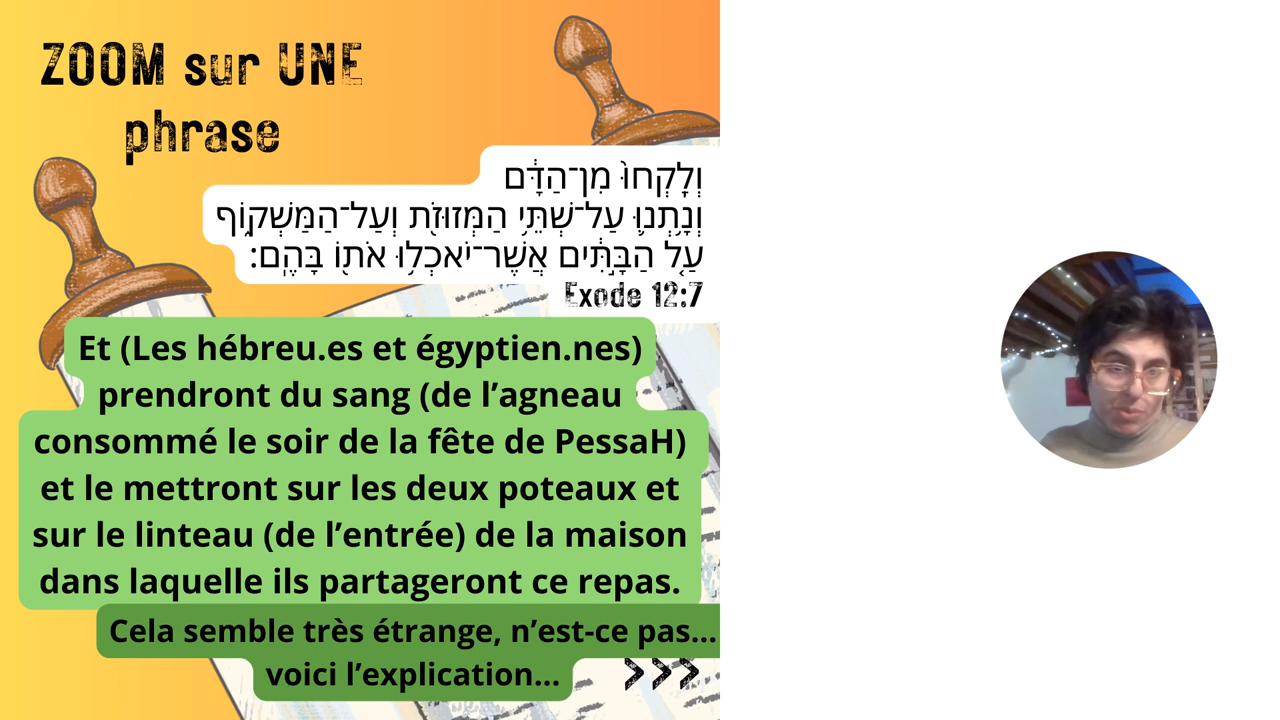 ZOOM sur UNE
phrase
וְלָֽקְחוּ֙ מִן־הַדָּ֔ם
וְנָ֥תְנ֛וּ עַל־שְׁתֵּ֥י הַמְּזוּזֹ֖ת וְעַל־הַמַּשְׁק֑וֹף
עַ֚ל הַבָּ֣תִּ֔ים אֲשֶׁר־יֹאכְל֥וּ אֹת֖וֹ בָּהֶֽם׃
Exode 12:7
Et (Les hébreu.es et égyptien.nes)
prendront du sang (de l’agneau
consommé le soir de la fête de PessaH)
et le mettront sur les deux poteaux et
sur le linteau (de l’entrée) de la maison
dans laquelle ils partageront ce repas.
Cela semble très étrange, n’est-ce pas...
voici l’explication...
>>>